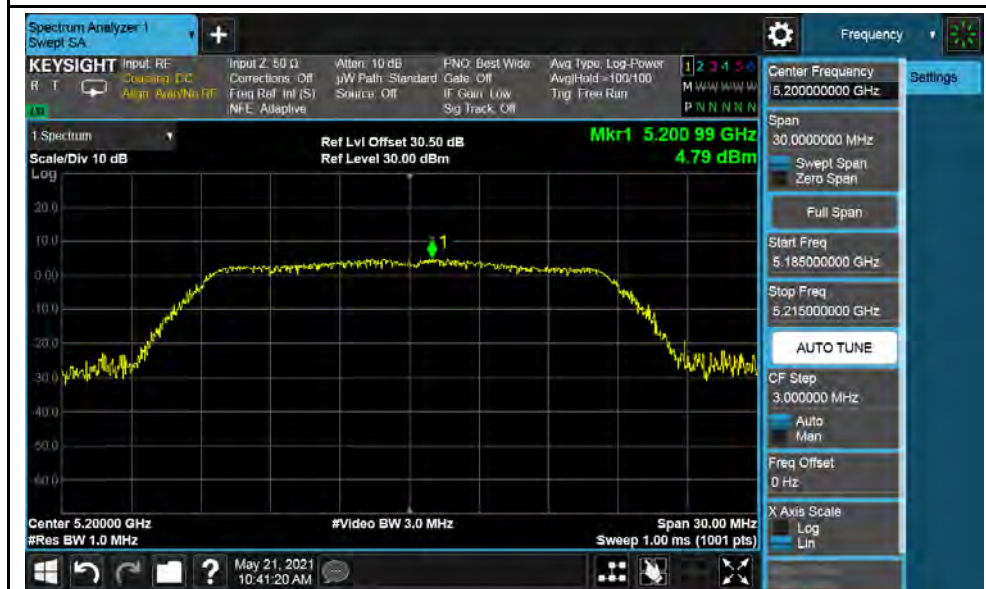 Spectrum Analyzer 1
Swept SA
+
Frequency
KEYSIGHT
R T
Input: RF
Coupling: DC
Align: Auto/No RF
Input Z: 50 Ω
Corrections: Off
Freq Ref: Int (S)
NFE: Adaptive
Atten: 10 dB
µW Path: Standard
Source: Off
PNO: Best Wide
Gate: Off
IF Gain: Low
Sig Track: Off
Avg Type: Log-Power
Avg|Hold: >100/100
Trig: Free Run
1 2 3 4 5 6
M W W W W W
P N N N N N
1 Spectrum
Scale/Div 10 dB
Log
Ref Lvl Offset 30.50 dB
Ref Level 30.00 dBm
Mkr1 5.200 99 GHz
4.79 dBm
20.0
10.0
0.00
-10.0
-20.0
-30.0
-40.0
-50.0
-60.0
1
Center 5.20000 GHz
#Res BW 1.0 MHz
#Video BW 3.0 MHz
Span 30.00 MHz
Sweep 1.00 ms (1001 pts)
Center Frequency
5.200000000 GHz
Span
30.0000000 MHz
Swept Span
Zero Span
Full Span
Start Freq
5.185000000 GHz
Stop Freq
5.215000000 GHz
AUTO TUNE
CF Step
3.000000 MHz
Auto
Man
Freq Offset
0 Hz
X Axis Scale
Log
Lin
Settings
?
May 21, 2021
10:41:20 AM